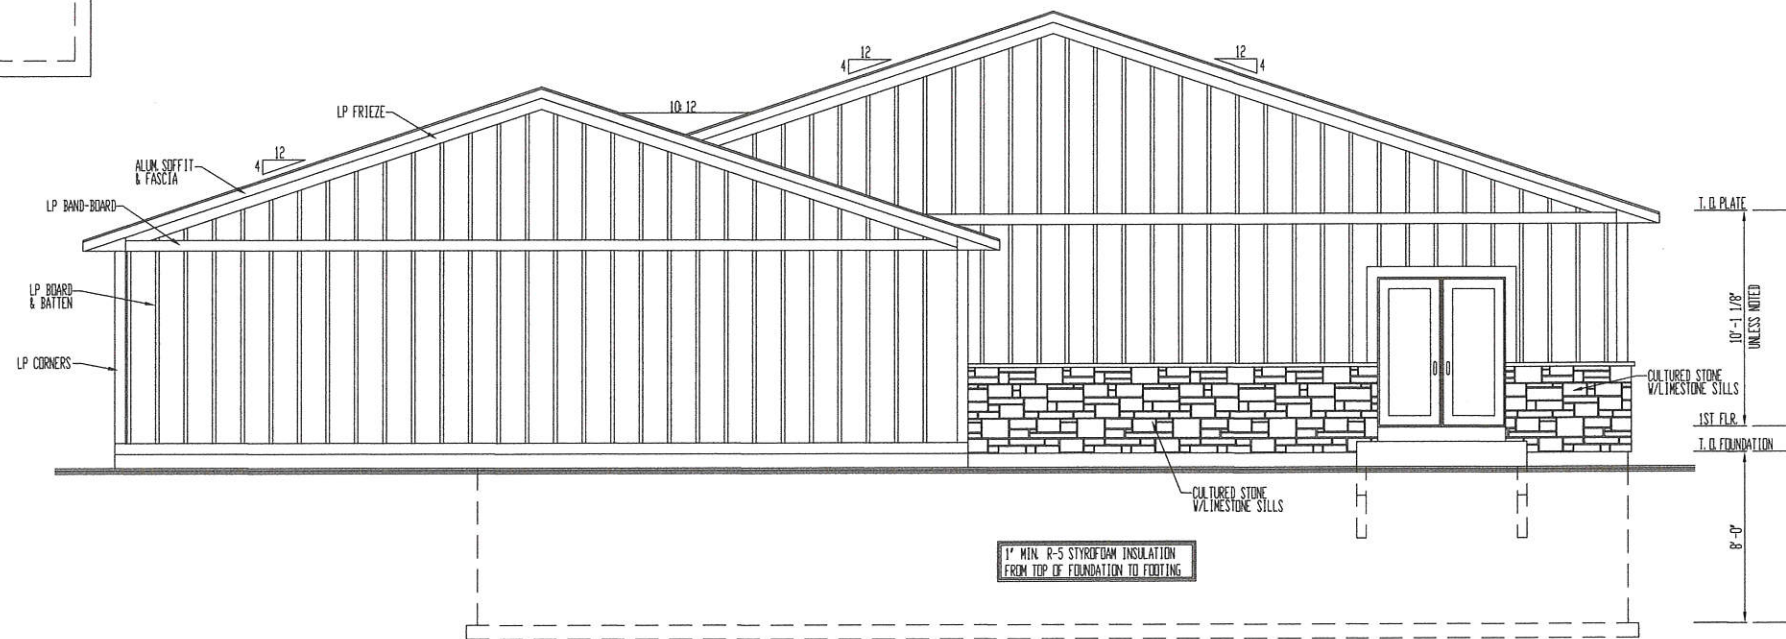 12
4
12
4
10:12
LP FRIEZE
12
4
ALUM. SOFFIT
& FASCIA
LP BAND-BOARD
T. O. PLATE
LP BOARD
& BATTEN
10'-1 1/8"
UNLESS NOTED
LP CORNERS
CULTURED STONE
W/LIMESTONE SILLS
1ST FLR.
T. O. FOUNDATION
CULTURED STONE
W/LIMESTONE SILLS
8'-0"
1" MIN. R-5 STYROFOAM INSULATION
FROM TOP OF FOUNDATION TO FOOTING